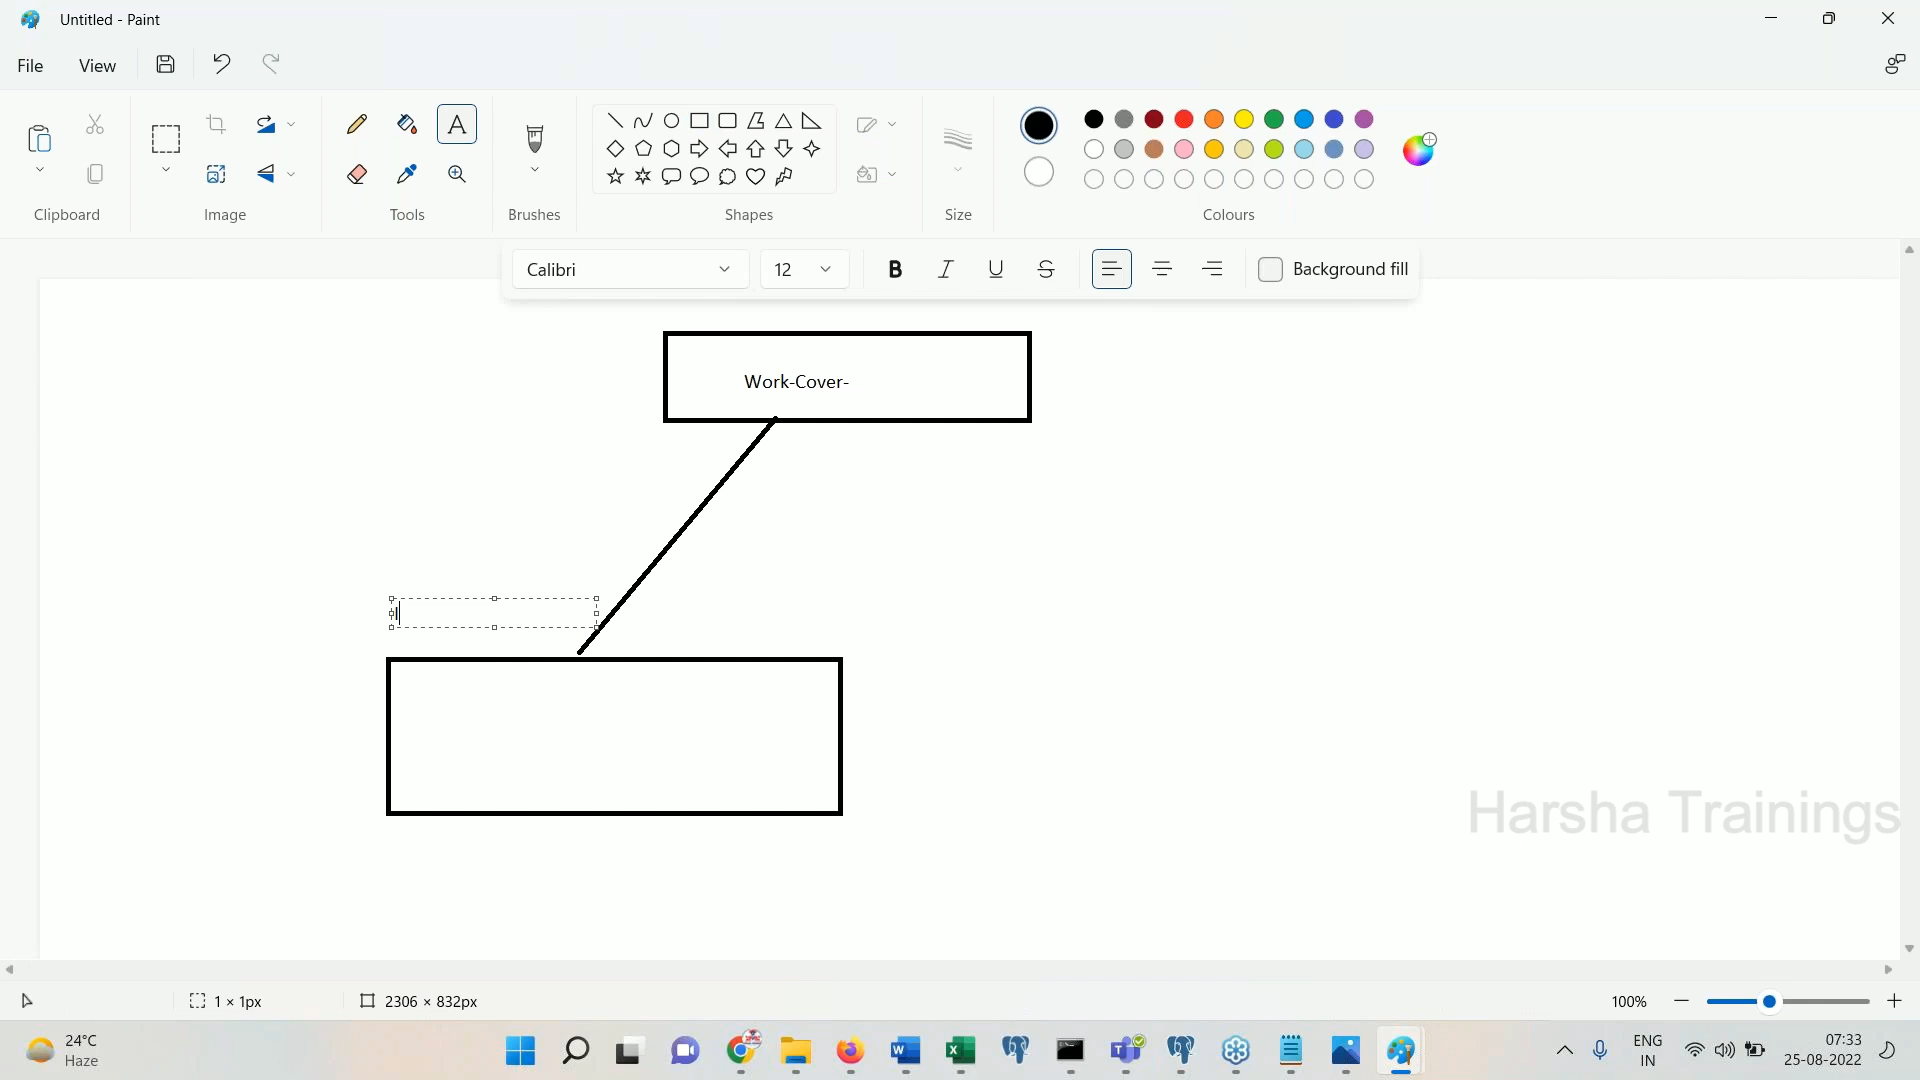 Untitled - Paint
File View
Clipboard
Image
Tools
Brushes
Shapes
Size
Colours
Calibri
12
B I U S
Background fill
Work-Cover-
I
Harsha Trainings
1 × 1px
2306 × 832px
100%
24°C
Haze
ENG
IN
07:33
25-08-2022